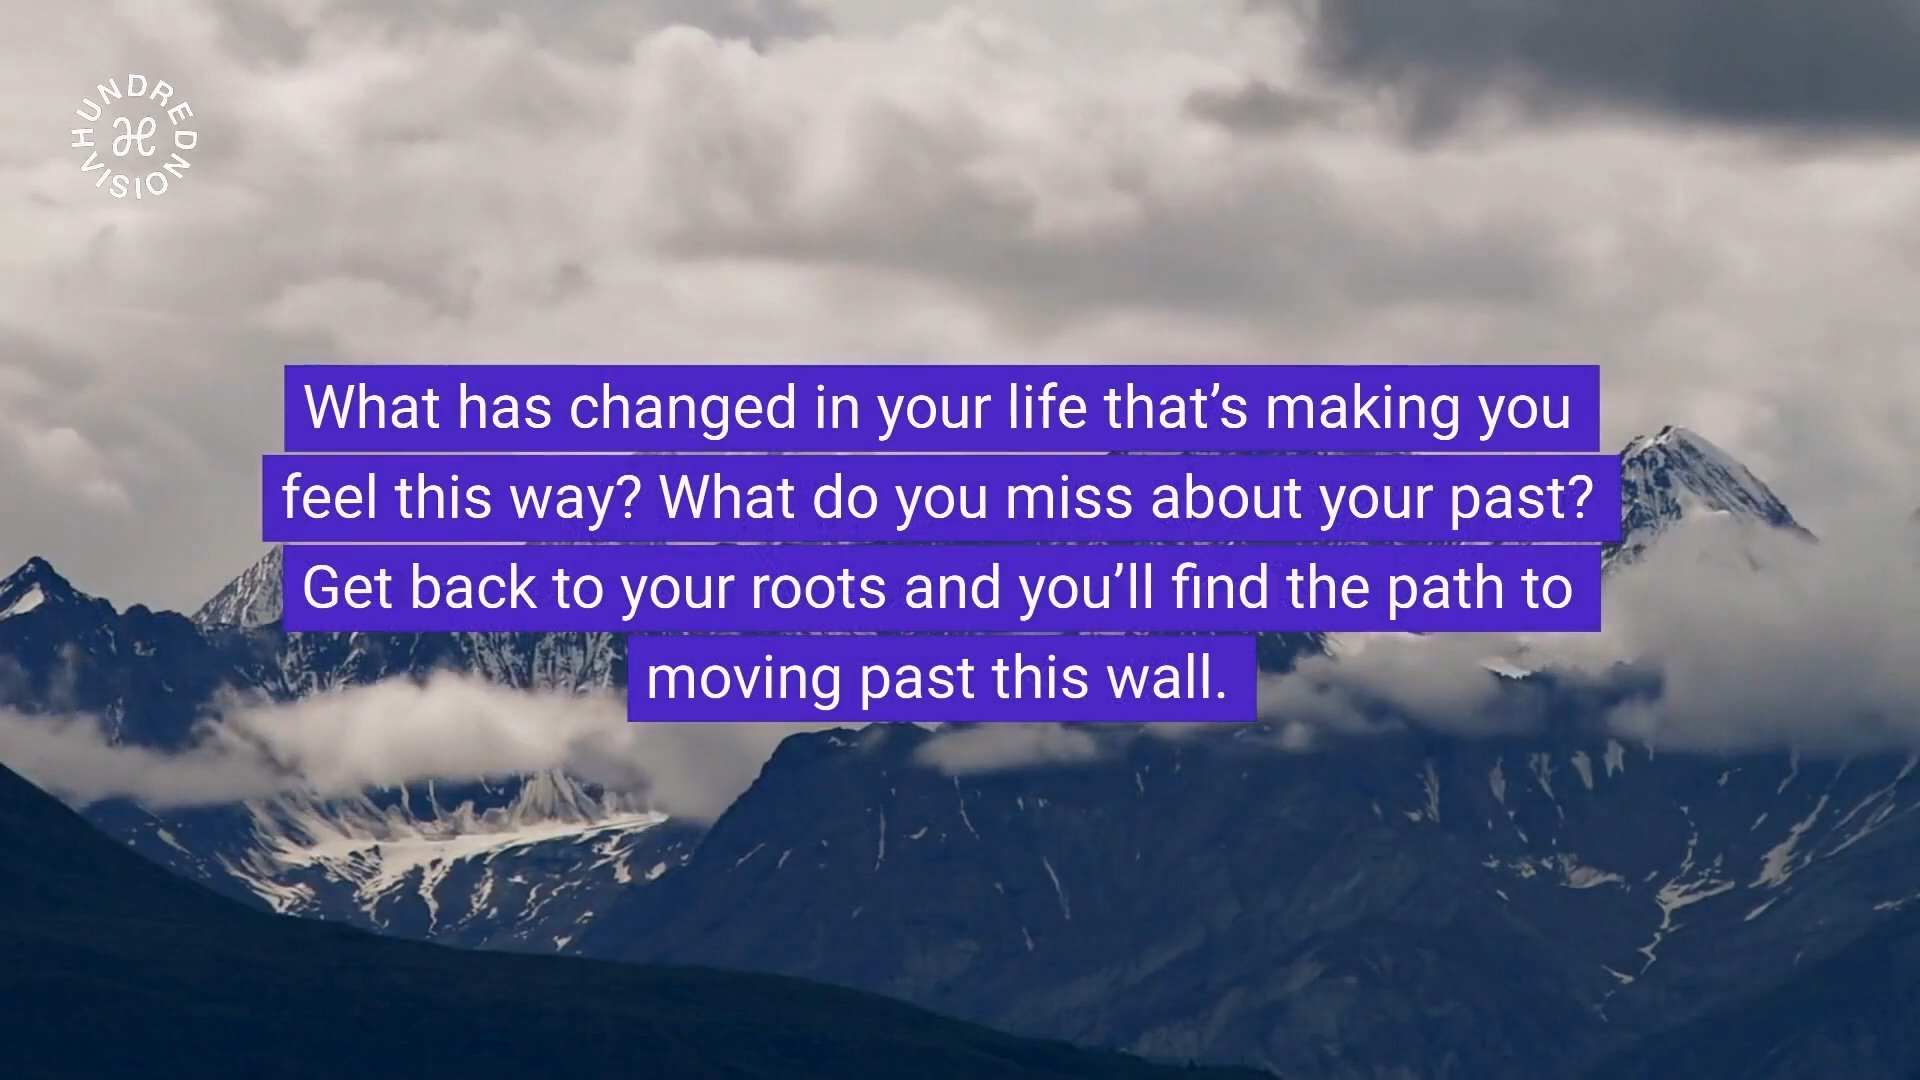 HUNDRED
VISION
What has changed in your life that’s making you
feel this way? What do you miss about your past?
Get back to your roots and you’ll find the path to
moving past this wall.